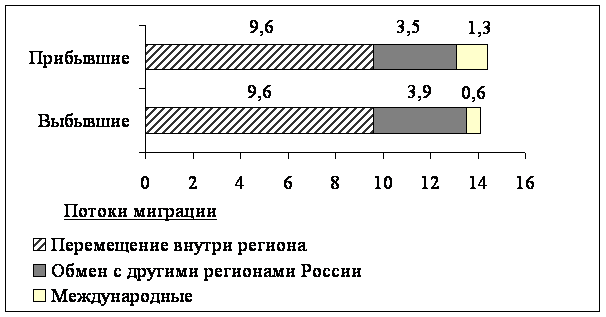 9,6 3,5 1,3
Прибывшие
9,6 3,9 0,6
Выбывшие
0 2 4 6 8 10 12 14 16
Потоки миграции
Перемещение внутри региона
Обмен с другими регионами России
Международные